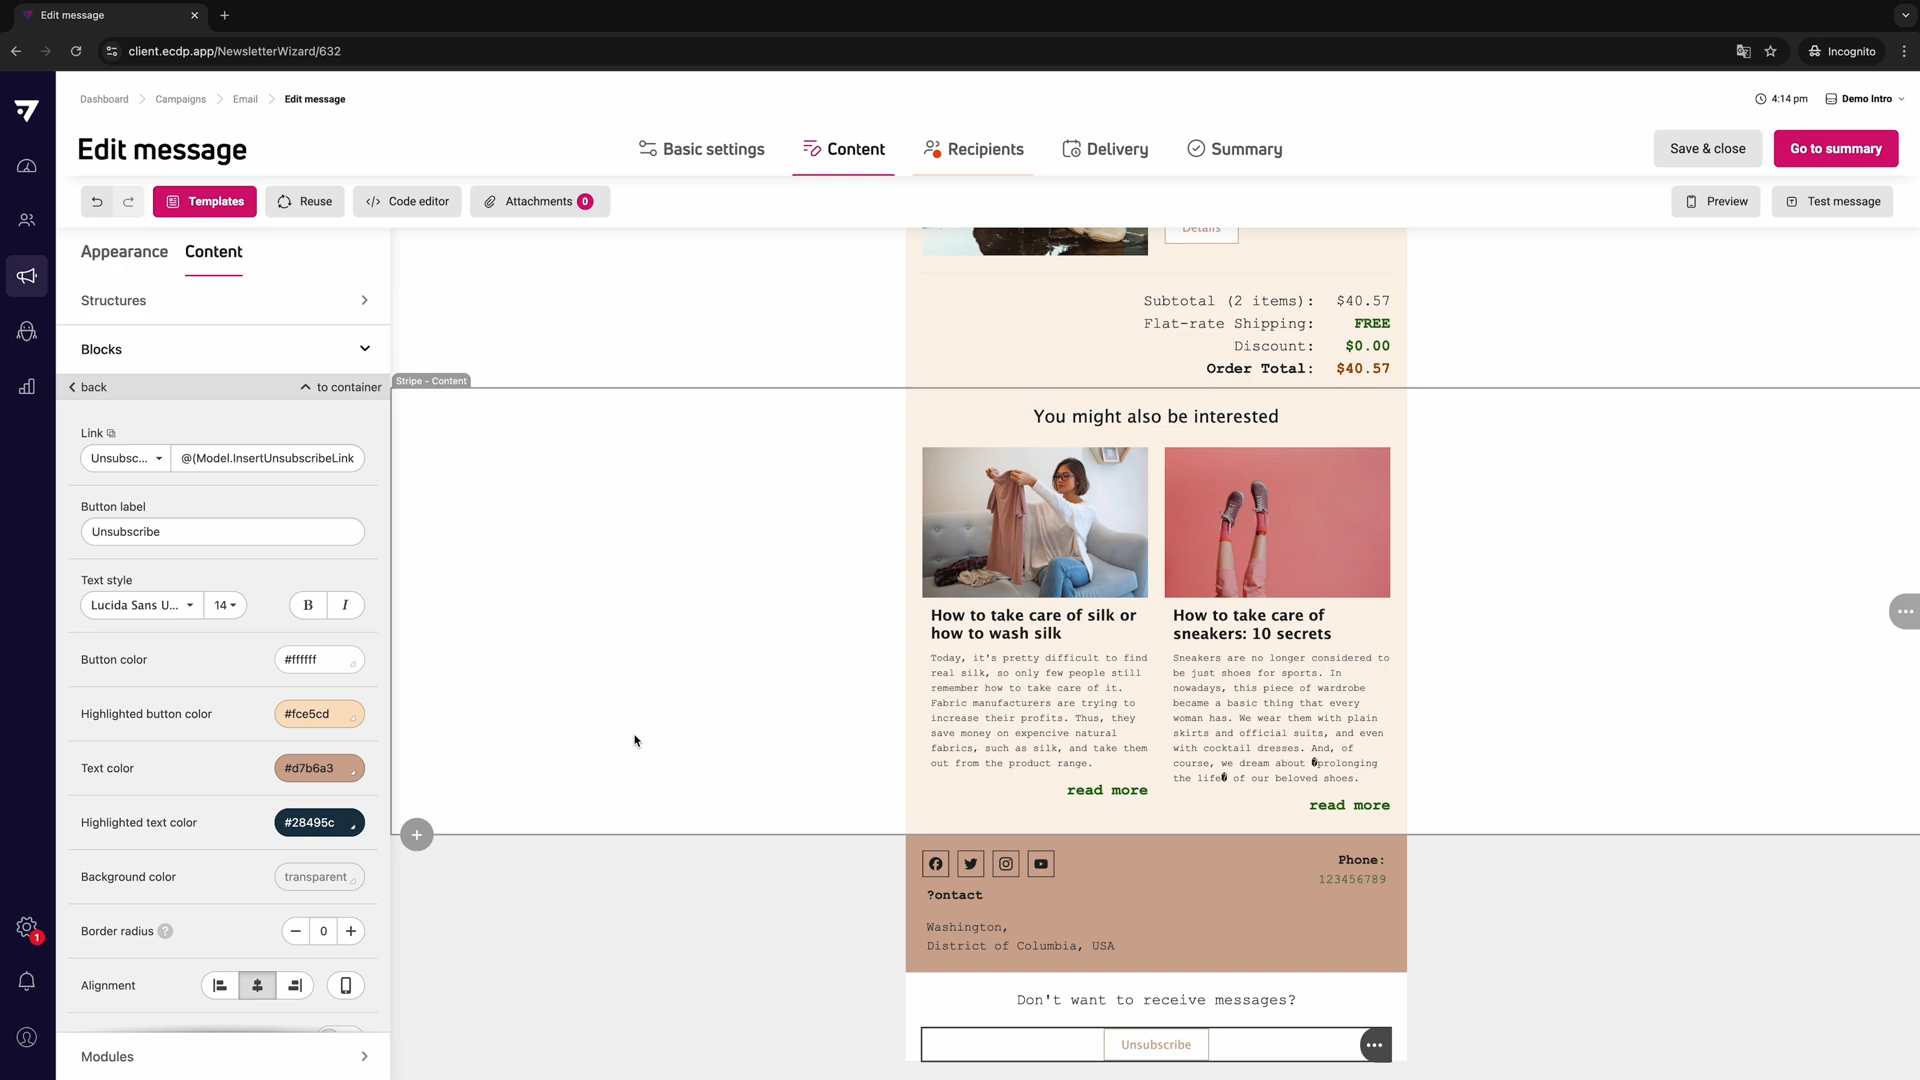 Edit message
client.ecdp.app/NewsletterWizard/632
Incognito
Dashboard
Campaigns
Email
Edit message
4:14 pm
Demo Intro
Edit message
Basic settings
Content
Recipients
Delivery
Summary
Save & close
Go to summary
Templates
Reuse
Code editor
Attachments
0
Preview
Test message
Appearance
Content
Structures
Blocks
back
to container
Link
Unsubsc...
@(Model.InsertUnsubscribeLink
Button label
Unsubscribe
Text style
Lucida Sans U...
14
B
I
Button color
#ffffff
Highlighted button color
#fce5cd
Text color
#d7b6a3
Highlighted text color
#28495c
Background color
transparent
Border radius
?
0
Alignment
Modules
1
Stripe - Content
Details
Subtotal (2 items): $40.57
Flat-rate Shipping: FREE
Discount: $0.00
Order Total: $40.57
You might also be interested
How to take care of silk or
how to wash silk
Today, it's pretty difficult to find
real silk, so only few people still
remember how to take care of it.
Fabric manufacturers are trying to
increase their profits. Thus, they
save money on expencive natural
fabrics, such as silk, and take them
out from the product range.
read more
How to take care of
sneakers: 10 secrets
Sneakers are no longer considered to
be just shoes for sports. In
nowadays, this piece of wardrobe
became a basic thing that every
woman has. We wear them with plain
skirts and official suits, and even
with cocktail dresses. And, of
course, we dream about �prolonging
the life� of our beloved shoes.
read more
Phone:
123456789
?ontact
Washington,
District of Columbia, USA
Don't want to receive messages?
Unsubscribe